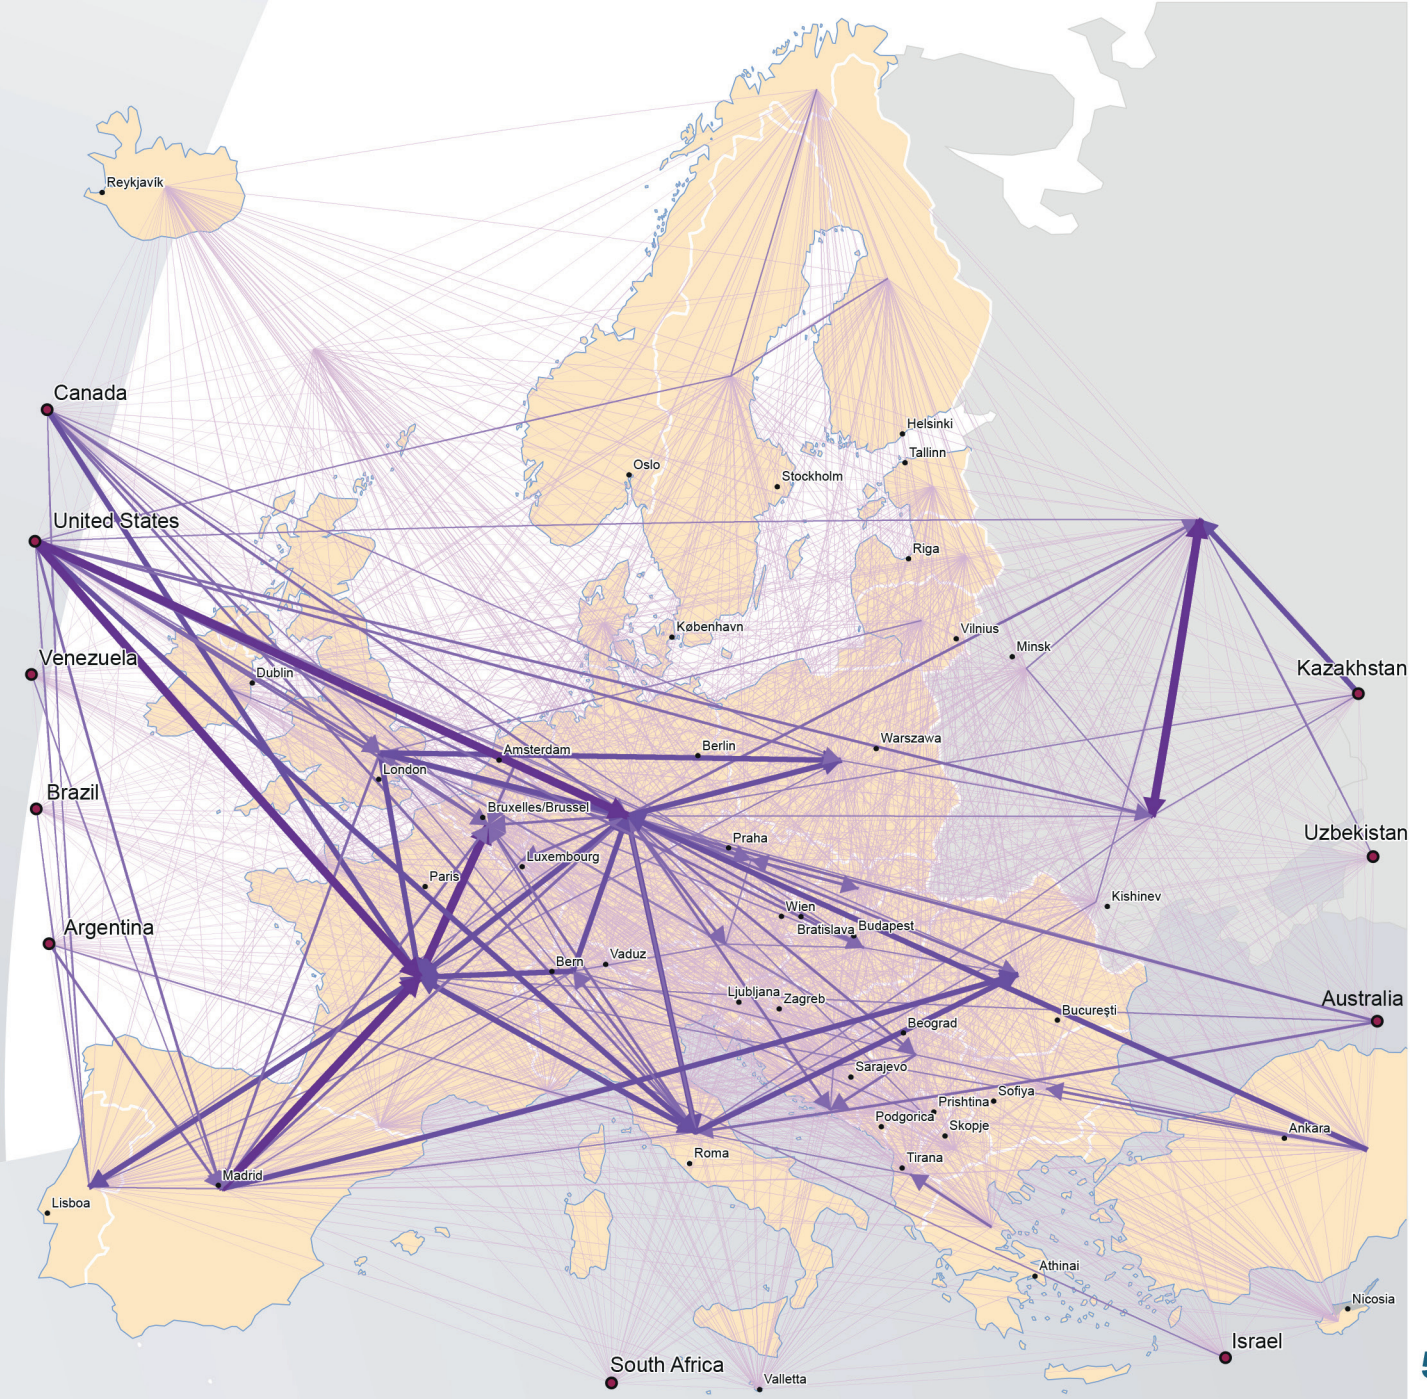 Reykjavík
Canada
Helsinki
Tallinn
Oslo
Stockholm
United States
Riga
København
Vilnius
Minsk
Venezuela
Dublin
Kazakhstan
Warszawa
Berlin
Amsterdam
London
Brazil
Bruxelles/Brussel
Uzbekistan
Praha
Luxembourg
Paris
Kishinev
Wien
Argentina
Bratislava
Budapest
Vaduz
Bern
Ljubljana
Zagreb
Australia
Bucureşti
Beograd
Sarajevo
Sofiya
Prishtina
Podgorica
Skopje
Ankara
Roma
Tirana
Madrid
Lisboa
Athinai
Nicosia
Israel
South Africa
Valletta